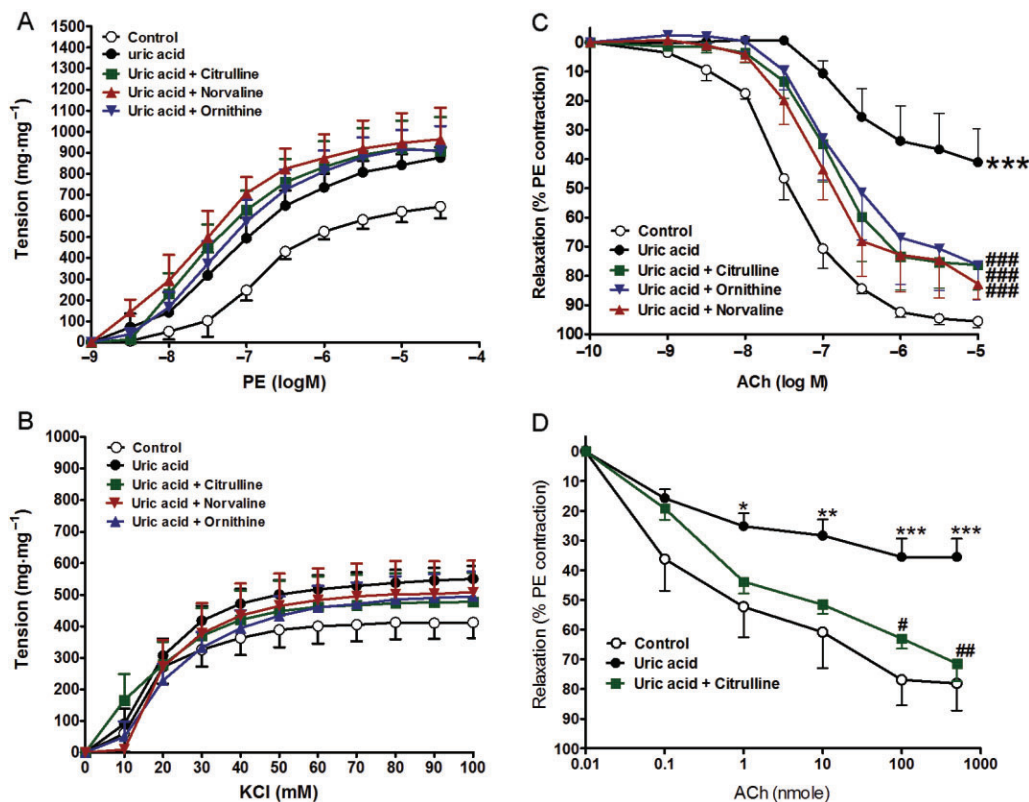 A
Tension (mg·mg⁻¹)
1500
1400
1300
1200
1100
1000
900
800
700
600
500
400
300
200
100
0
Control
uric acid
Uric acid + Citrulline
Uric acid + Norvaline
Uric acid + Ornithine
–9 –8 –7 –6 –5 –4
PE (logM)
B
Tension (mg·mg⁻¹)
1000
900
800
700
600
500
400
300
200
100
0
Control
Uric acid
Uric acid + Citrulline
Uric acid + Norvaline
Uric acid + Ornithine
0 10 20 30 40 50 60 70 80 90 100
KCl (mM)
C
Relaxation (% PE contraction)
0
10
20
30
40
50
60
70
80
90
100
***
###
###
###
Control
Uric acid
Uric acid + Citrulline
Uric acid + Ornithine
Uric acid + Norvaline
–10 –9 –8 –7 –6 –5
ACh (log M)
D
Relaxation (% PE contraction)
0
10
20
30
40
50
60
70
80
90
100
* ** *** ***
# ##
Control
Uric acid
Uric acid + Citrulline
0.01 0.1 1 10 100 1000
ACh (nmole)